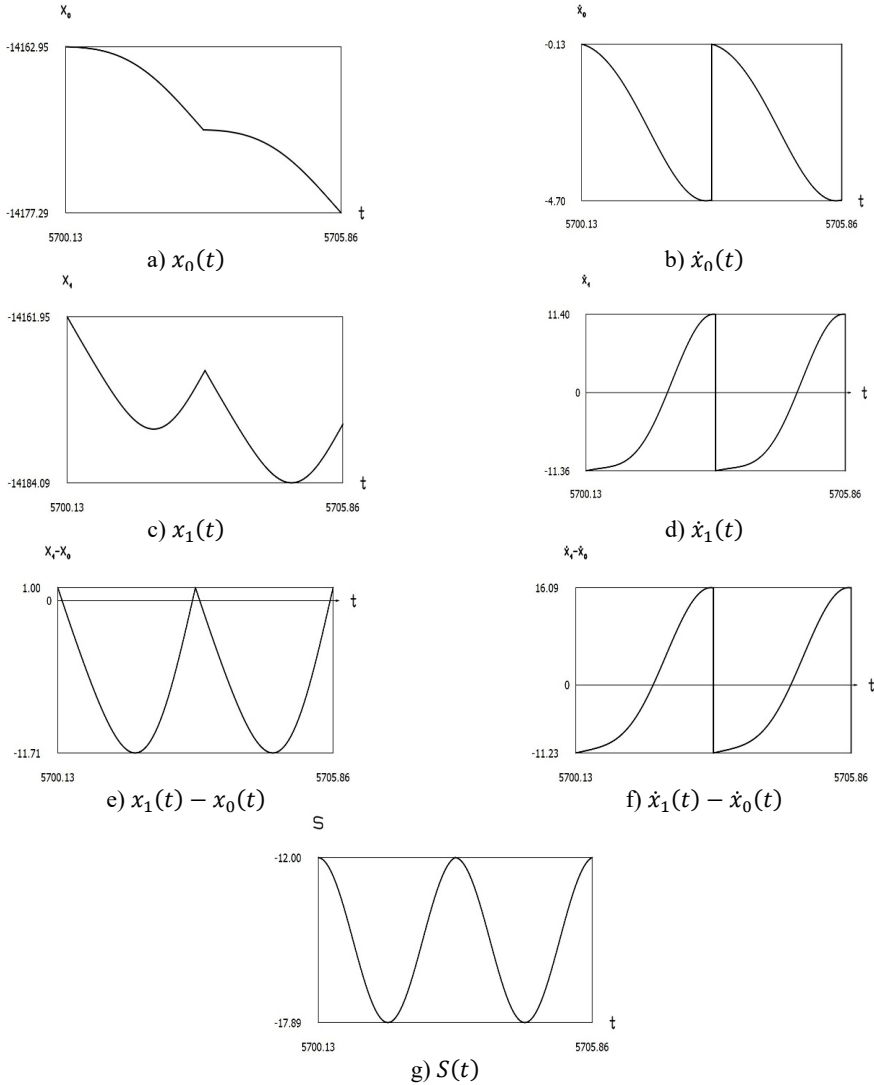 X₀
-14162.95
-14177.29
t
5700.13 5705.86
a) x₀(t)
ẋ₀
-0.13
-4.70
t
5700.13 5705.86
b) ẋ₀(t)
X₁
-14161.95
-14184.09
t
5700.13 5705.86
c) x₁(t)
ẋ₁
11.40
0
t
-11.36
5700.13 5705.86
d) ẋ₁(t)
X₁-X₀
1.00
0
t
-11.71
5700.13 5705.86
e) x₁(t) − x₀(t)
ẋ₁-ẋ₀
16.09
0
t
-11.23
5700.13 5705.86
f) ẋ₁(t) − ẋ₀(t)
S
-12.00
-17.89
t
5700.13 5705.86
g) S(t)